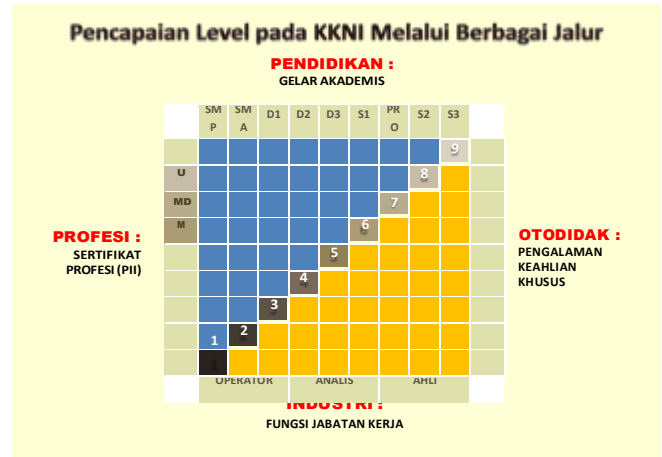 Pencapaian Level pada KKNI Melalui Berbagai Jalur
PENDIDIKAN :
GELAR AKADEMIS
SM P SM A D1 D2 D3 S1 PR O S2 S3
9
U 8
MD 7
M 6
PROFESI :
SERTIFIKAT
PROFESI (PII)
OTODIDAK :
PENGALAMAN
KEAHLIAN
KHUSUS
5
4
3
1 2
1
OPERATOR ANALIS AHLI
INDUSTRI :
FUNGSI JABATAN KERJA